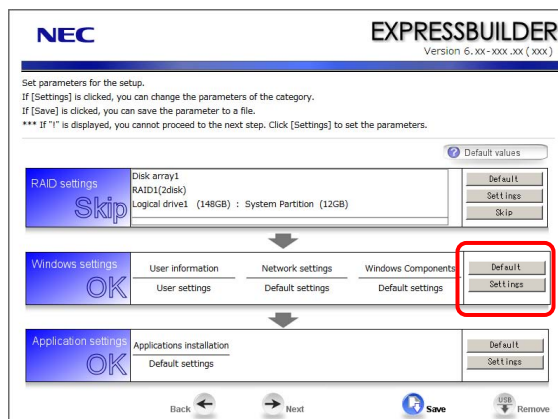 NEC
EXPRESSBUILDER
Version 6.xx-xxx.xx (xxx)
Set parameters for the setup.
If [Settings] is clicked, you can change the parameters of the category.
If [Save] is clicked, you can save the parameter to a file.
*** If "!" is displayed, you cannot proceed to the next step. Click [Settings] to set the parameters.
Default values
RAID settings
Skip
Disk array1
RAID1(2disk)
Logical drive1 (148GB) : System Partition (12GB)
Default
Settings
Skip
Windows settings
OK
User information Network settings Windows Components
User settings Default settings Default settings
Default
Settings
Application settings
OK
Applications installation
Default settings
Default
Settings
Back Next Save USB Remove